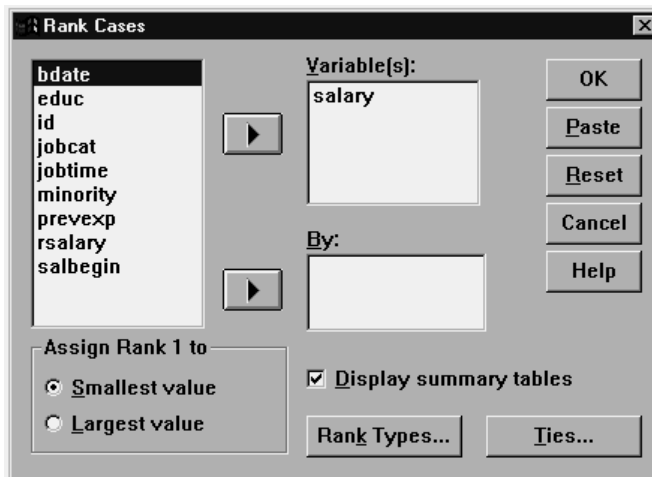 Rank Cases
bdate
educ
id
jobcat
jobtime
minority
prevexp
rsalary
salbegin
Variable(s):
salary
By:
OK
Paste
Reset
Cancel
Help
Assign Rank 1 to
Smallest value
Largest value
Display summary tables
Rank Types...
Ties...